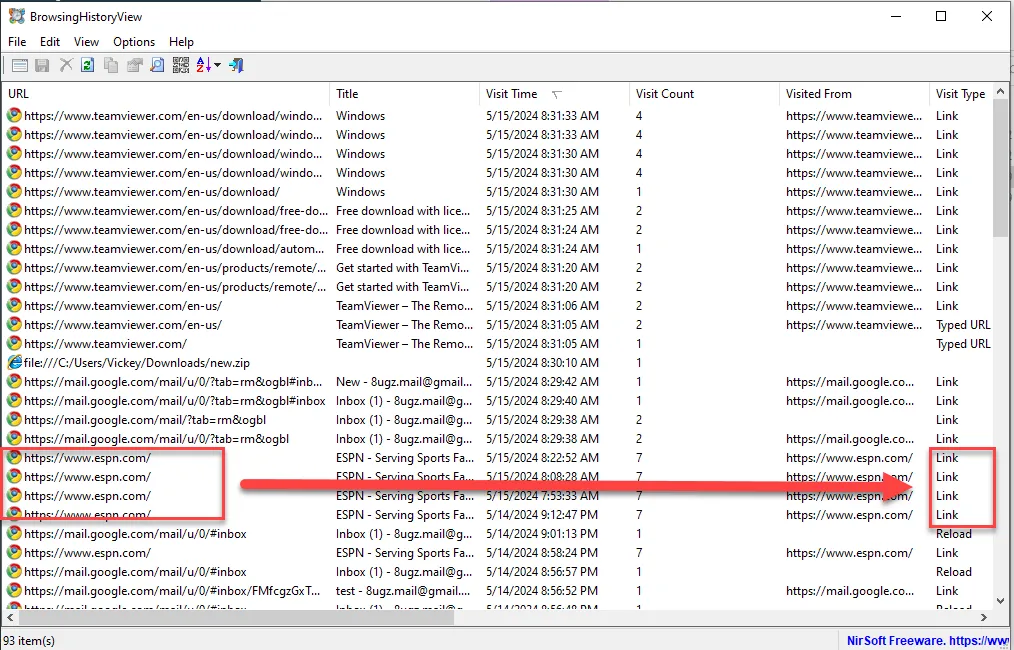 BrowsingHistoryView
File Edit View Options Help
URL Title Visit Time Visit Count Visited From Visit Type
https://www.teamviewer.com/en-us/download/windo... Windows 5/15/2024 8:31:33 AM 4 https://www.teamviewe... Link
https://www.teamviewer.com/en-us/download/windo... Windows 5/15/2024 8:31:33 AM 4 https://www.teamviewe... Link
https://www.teamviewer.com/en-us/download/windo... Windows 5/15/2024 8:31:30 AM 4 https://www.teamviewe... Link
https://www.teamviewer.com/en-us/download/windo... Windows 5/15/2024 8:31:30 AM 4 https://www.teamviewe... Link
https://www.teamviewer.com/en-us/download/ Windows 5/15/2024 8:31:30 AM 1 https://www.teamviewe... Link
https://www.teamviewer.com/en-us/download/free-do... Free download with lice... 5/15/2024 8:31:25 AM 2 https://www.teamviewe... Link
https://www.teamviewer.com/en-us/download/free-do... Free download with lice... 5/15/2024 8:31:24 AM 2 https://www.teamviewe... Link
https://www.teamviewer.com/en-us/download/autom... Free download with lice... 5/15/2024 8:31:24 AM 1 https://www.teamviewe... Link
https://www.teamviewer.com/en-us/products/remote/... Get started with TeamVi... 5/15/2024 8:31:20 AM 2 https://www.teamviewe... Link
https://www.teamviewer.com/en-us/products/remote/... Get started with TeamVi... 5/15/2024 8:31:20 AM 2 https://www.teamviewe... Link
https://www.teamviewer.com/en-us/ TeamViewer – The Remo... 5/15/2024 8:31:06 AM 2 https://www.teamviewe... Link
https://www.teamviewer.com/en-us/ TeamViewer – The Remo... 5/15/2024 8:31:05 AM 2 https://www.teamviewe... Typed URL
https://www.teamviewer.com/ TeamViewer – The Remo... 5/15/2024 8:31:05 AM 1 Typed URL
file:///C:/Users/Vickey/Downloads/new.zip 5/15/2024 8:30:10 AM 1
https://mail.google.com/mail/u/0/?tab=rm&ogbl#inb... New - 8ugz.mail@gmail... 5/15/2024 8:29:42 AM 1 https://mail.google.co... Link
https://mail.google.com/mail/u/0/?tab=rm&ogbl#inbox Inbox (1) - 8ugz.mail@g... 5/15/2024 8:29:40 AM 1 https://mail.google.co... Link
https://mail.google.com/mail/?tab=rm&ogbl Inbox (1) - 8ugz.mail@g... 5/15/2024 8:29:38 AM 2 Link
https://mail.google.com/mail/u/0/?tab=rm&ogbl Inbox (1) - 8ugz.mail@g... 5/15/2024 8:29:38 AM 2 https://mail.google.co... Link
https://www.espn.com/ ESPN - Serving Sports Fa... 5/15/2024 8:22:52 AM 7 https://www.espn.com/ Link
https://www.espn.com/ ESPN - Serving Sports Fa... 5/15/2024 8:08:28 AM 7 https://www.espn.com/ Link
https://www.espn.com/ ESPN - Serving Sports Fa... 5/15/2024 7:53:33 AM 7 https://www.espn.com/ Link
https://www.espn.com/ ESPN - Serving Sports Fa... 5/14/2024 9:12:47 PM 7 https://www.espn.com/ Link
https://mail.google.com/mail/u/0/#inbox Inbox (1) - 8ugz.mail@g... 5/14/2024 9:01:13 PM 1 Reload
https://www.espn.com/ ESPN - Serving Sports Fa... 5/14/2024 8:58:24 PM 7 https://www.espn.com/ Link
https://mail.google.com/mail/u/0/#inbox Inbox (1) - 8ugz.mail@g... 5/14/2024 8:56:57 PM 1 Reload
https://mail.google.com/mail/u/0/#inbox/FMfcgzGxT... test - 8ugz.mail@gmail.... 5/14/2024 8:56:52 PM 1 https://mail.google.co... Link
93 item(s) NirSoft Freeware. https://ww